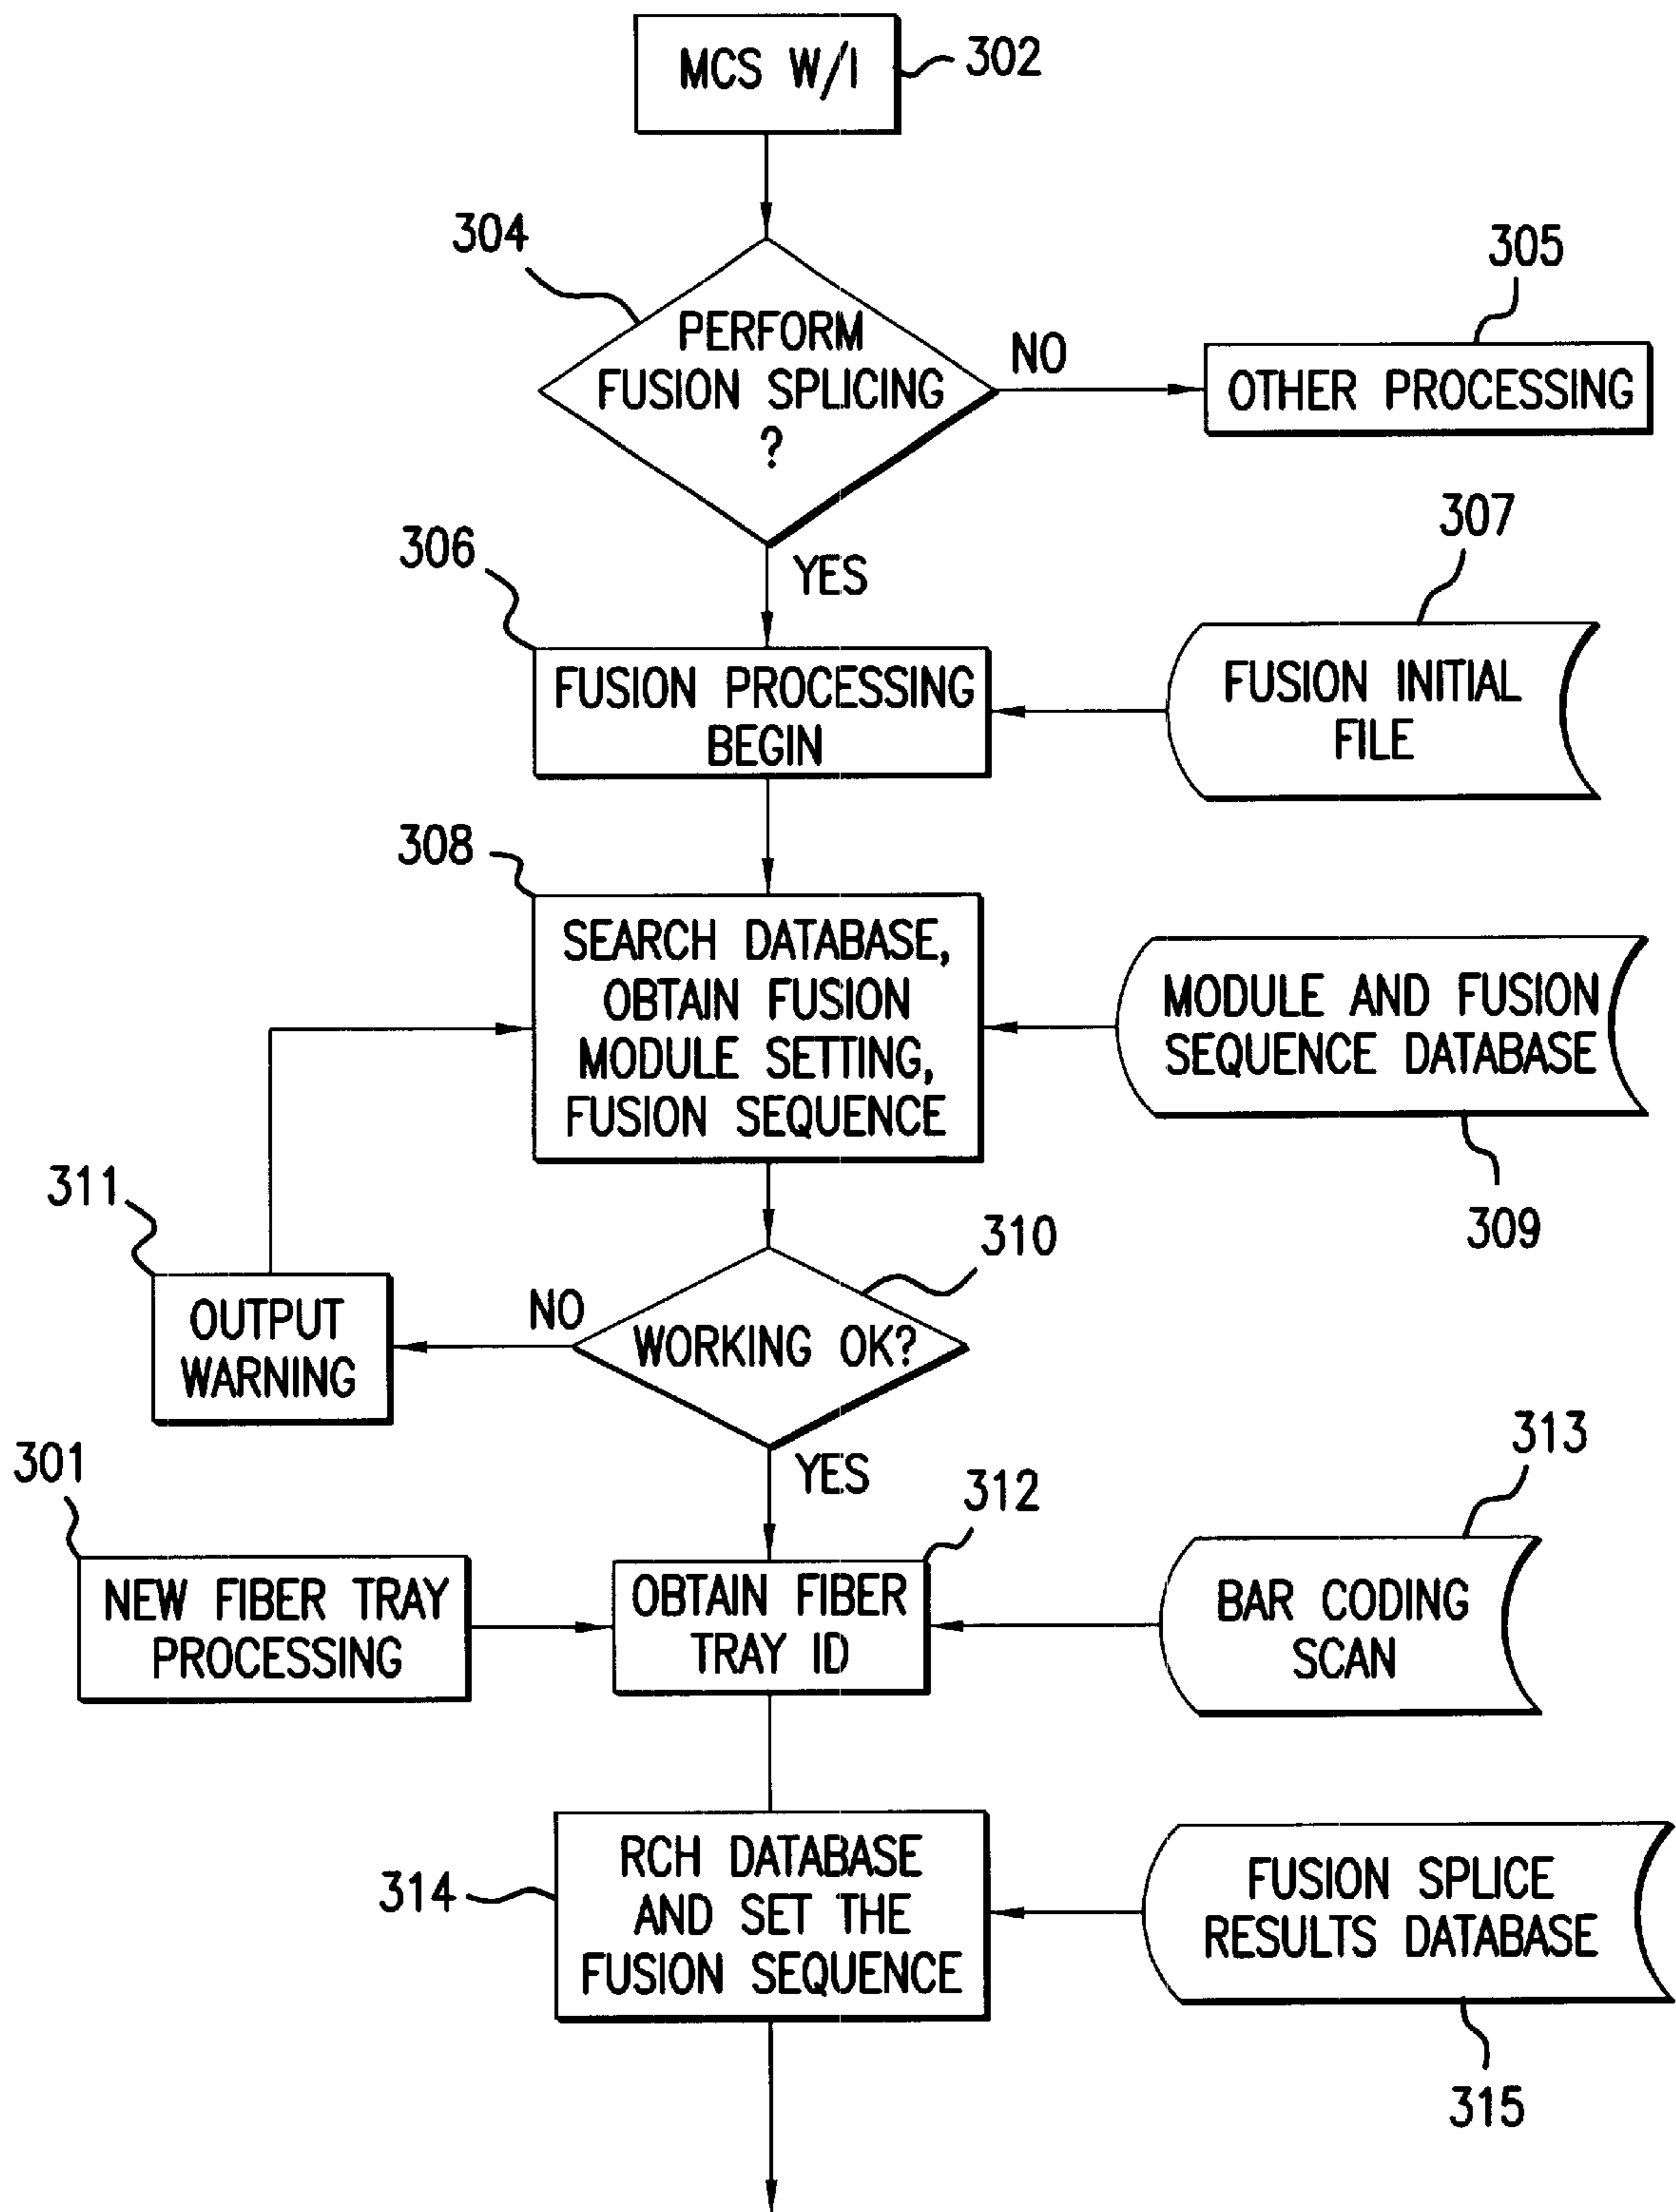 MCS W/I
302
304
PERFORM
FUSION SPLICING
?
NO
305
OTHER PROCESSING
YES
306
FUSION PROCESSING
BEGIN
307
FUSION INITIAL
FILE
308
SEARCH DATABASE,
OBTAIN FUSION
MODULE SETTING,
FUSION SEQUENCE
MODULE AND FUSION
SEQUENCE DATABASE
309
311
OUTPUT
WARNING
NO
310
WORKING OK?
YES
301
NEW FIBER TRAY
PROCESSING
312
OBTAIN FIBER
TRAY ID
313
BAR CODING
SCAN
314
RCH DATABASE
AND SET THE
FUSION SEQUENCE
FUSION SPLICE
RESULTS DATABASE
315